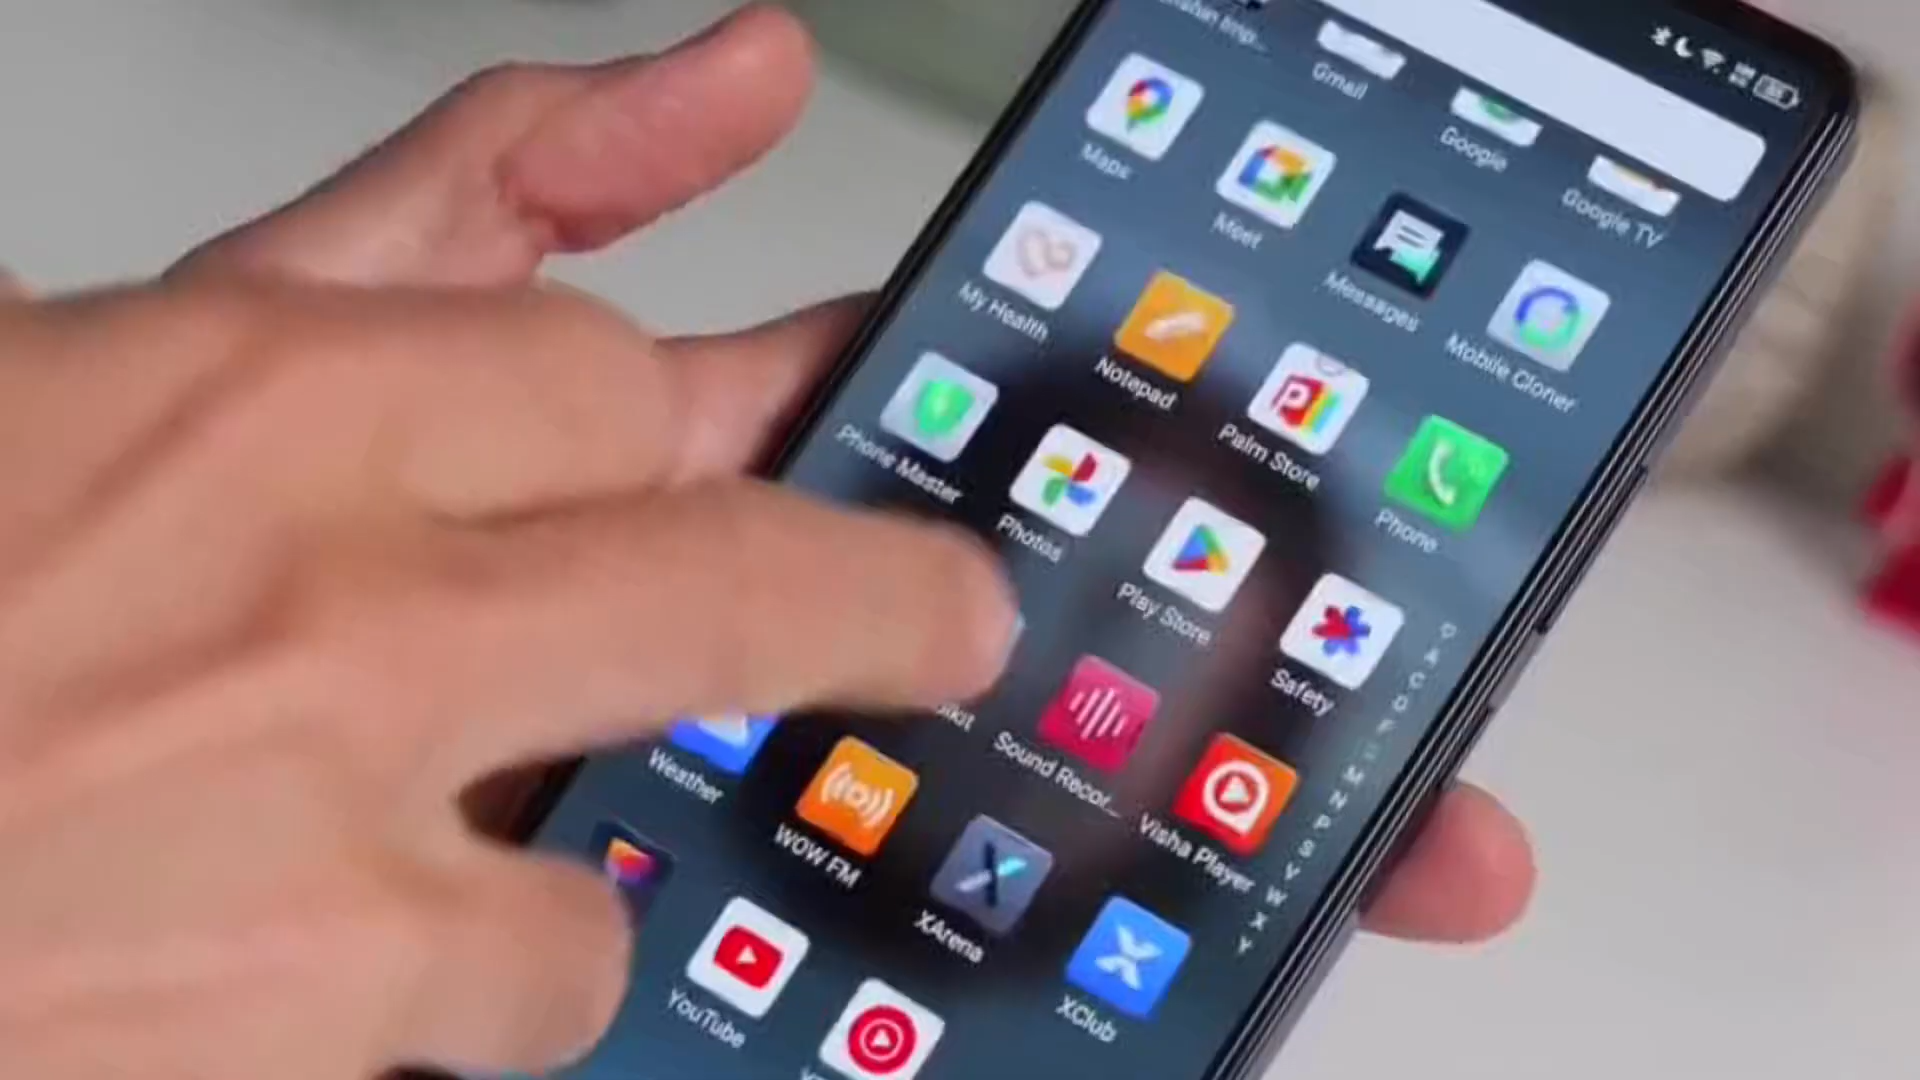 Gmail
Google
Google TV
Maps
Meet
Messages
Mobile Cloner
My Health
Notepad
Palm Store
Phone
Phone Master
Photos
Play Store
Safety
Sound Recor...
Visha Player
Weather
WOW FM
XArena
XClub
YouTube
A
C
D
F
M
N
P
S
V
W
X
Y